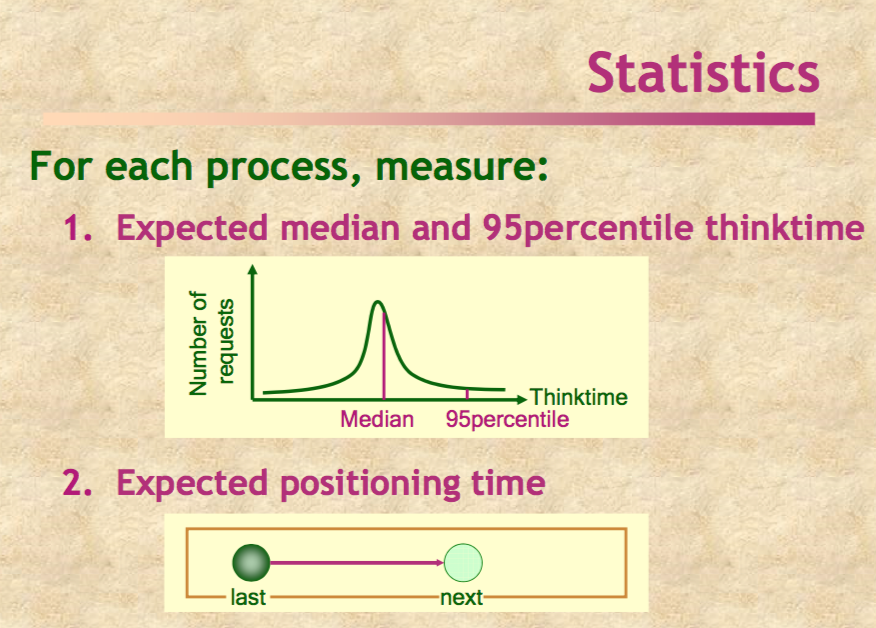 Statistics
For each process, measure:
1. Expected median and 95percentile thinktime
Number of
requests
Thinktime
Median 95percentile
2. Expected positioning time
last next